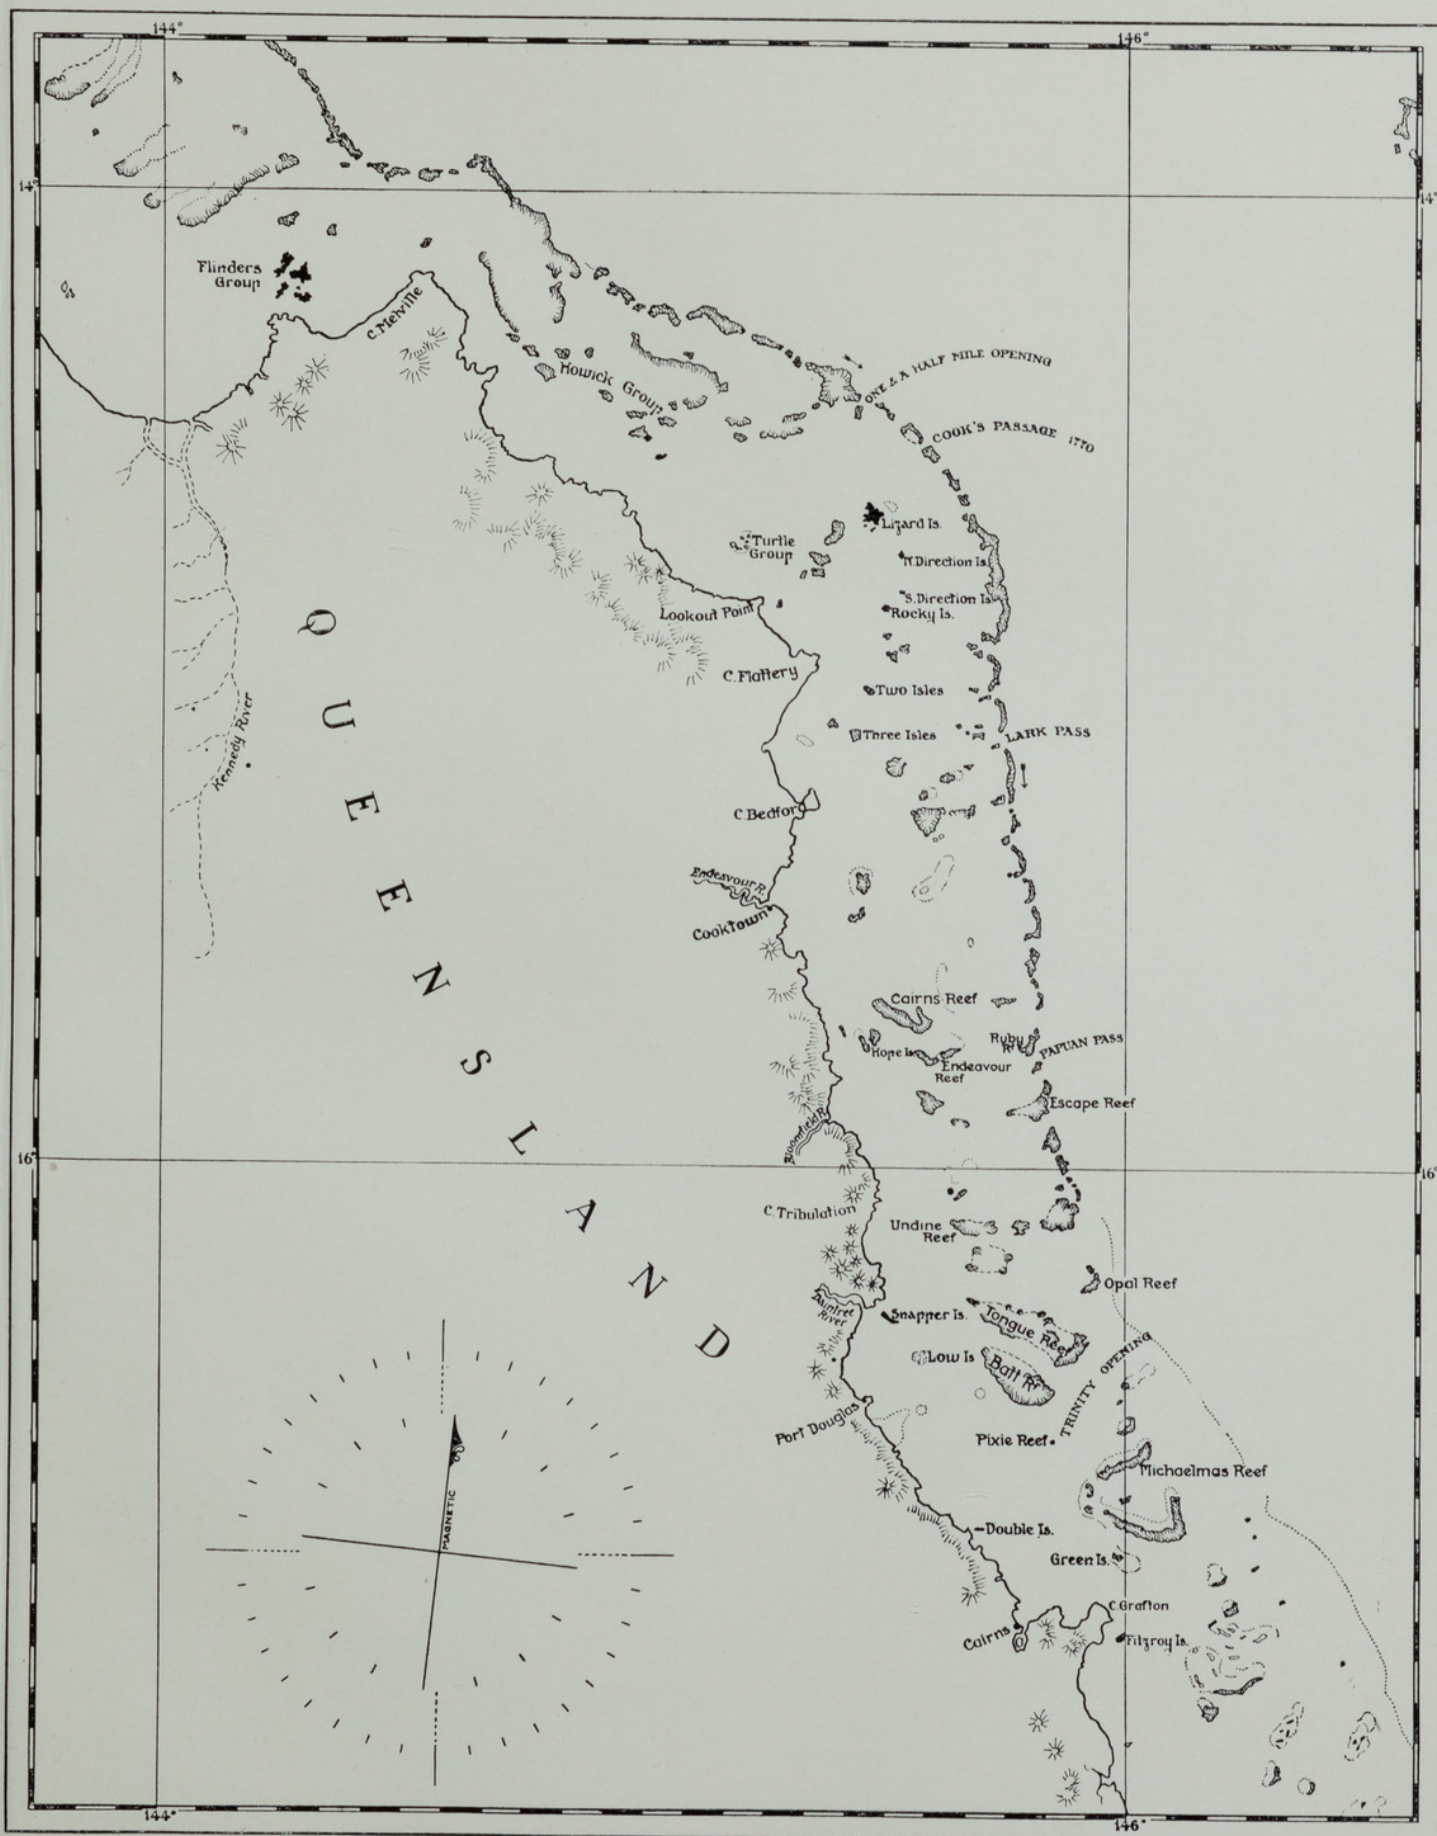 144°
146°
14°
14°
Flinders
Group
C. Melville
Howick Group
ONE & A HALF MILE OPENING
COOK'S PASSAGE 1770
Lizard Is.
Turtle
Group
N. Direction Is.
S. Direction Is.
Rocky Is.
Lookout Point
C. Flattery
Two Isles
Three Isles
LARK PASS
Kennedy River
QUEENSLAND
C. Bedford
Endeavour R.
Cooktown
Cairns Reef
Ruby
R.
PAPUAN PASS
Hope Is.
Endeavour
Reef
Escape Reef
Bloomfield R.
16°
16°
C. Tribulation
Undine
Reef
Opal Reef
Daintree
River
Snapper Is.
Tongue Reef
Low Is
Batt R.
TRINITY OPENING
Port Douglas
Pixie Reef
Michaelmas Reef
MAGNETIC
Double Is.
Green Is.
C. Grafton
Cairns
Fitzroy Is.
144°
146°